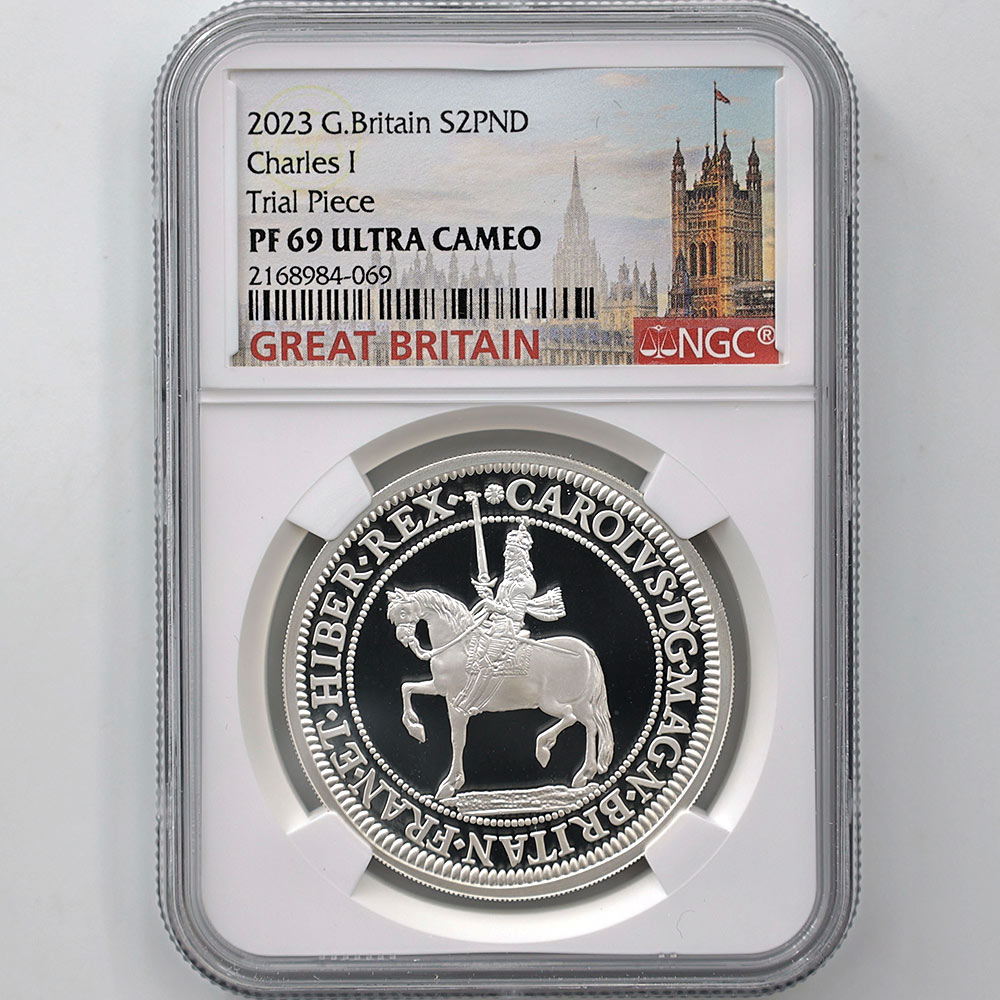 2023 G.Britain S2PND
Charles I
Trial Piece
PF 69 ULTRA CAMEO
2168984-069
GREAT BRITAIN
NGC®
CAROLVS·D:G·MAG·N·BRITAN·FRAN·ET·HIBER·REX·